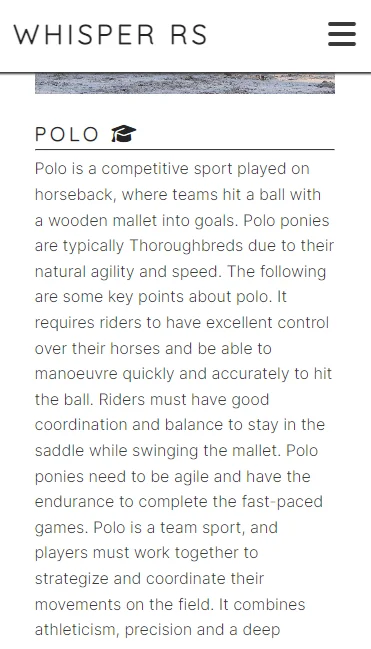 WHISPER RS
POLO
Polo is a competitive sport played on
horseback, where teams hit a ball with
a wooden mallet into goals. Polo ponies
are typically Thoroughbreds due to their
natural agility and speed. The following
are some key points about polo. It
requires riders to have excellent control
over their horses and be able to
manoeuvre quickly and accurately to hit
the ball. Riders must have good
coordination and balance to stay in the
saddle while swinging the mallet. Polo
ponies need to be agile and have the
endurance to complete the fast-paced
games. Polo is a team sport, and
players must work together to
strategize and coordinate their
movements on the field. It combines
athleticism, precision and a deep